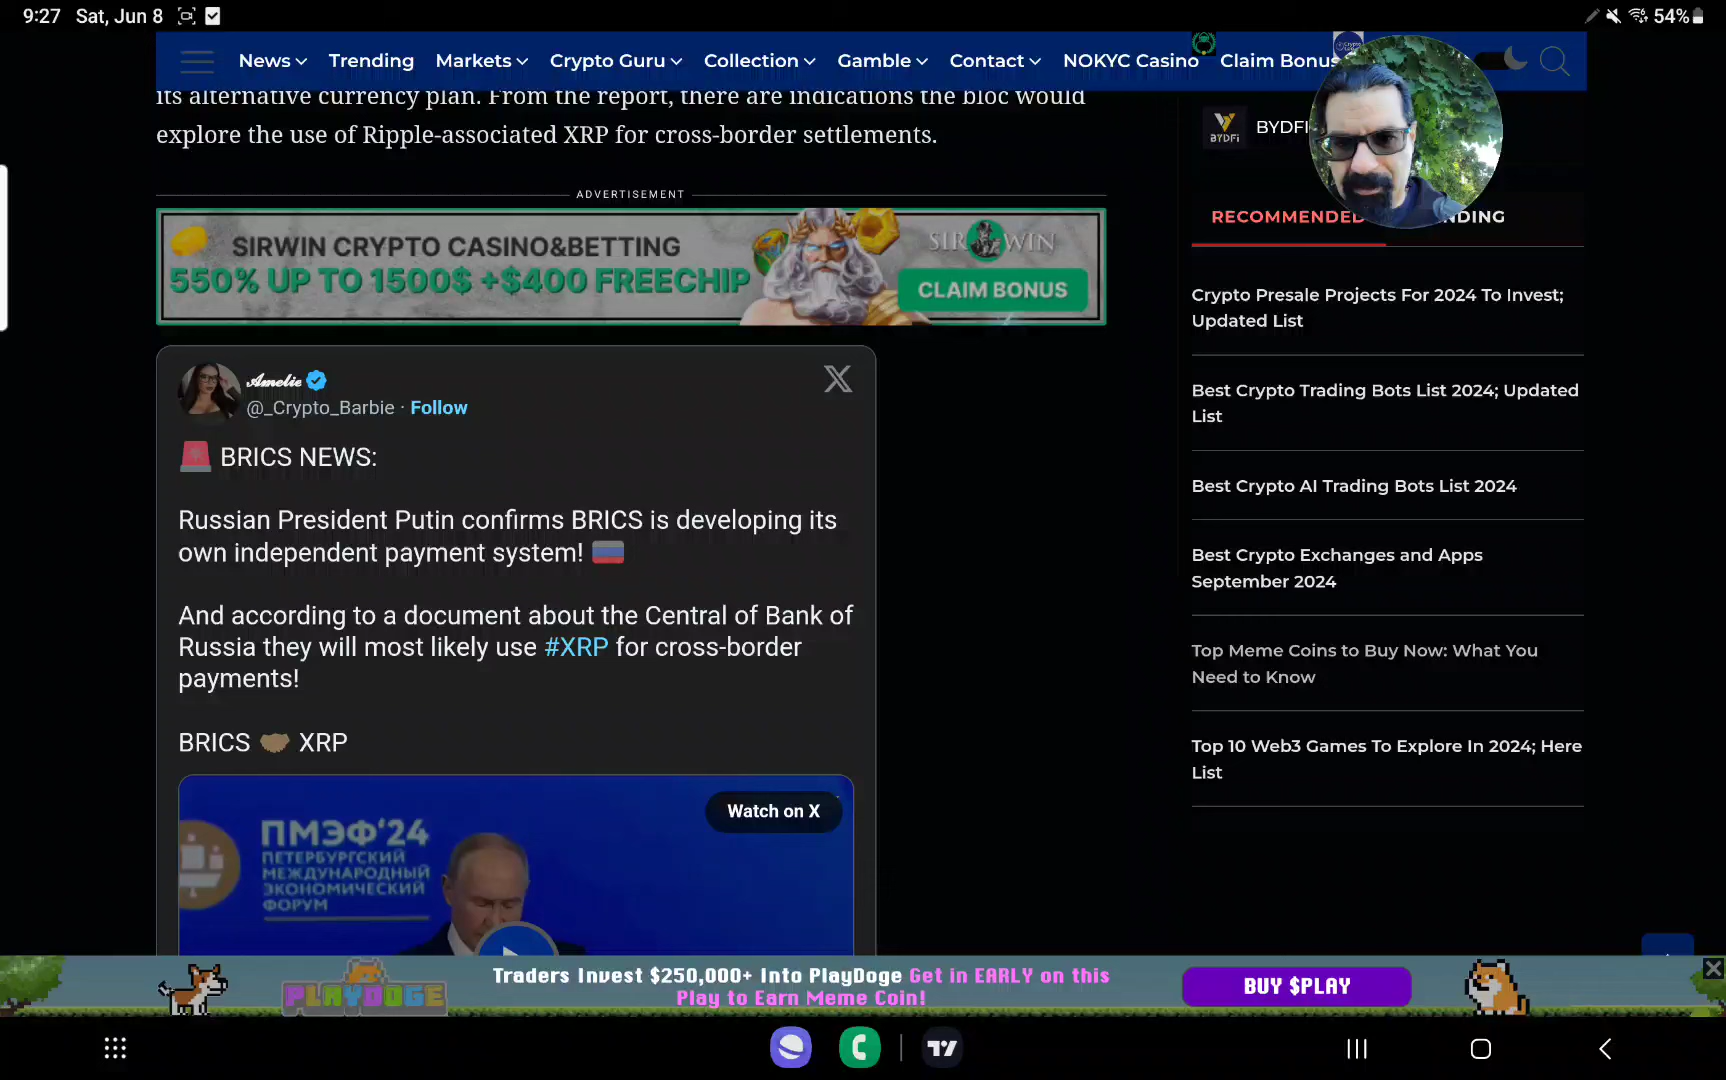 9:27 Sat, Jun 8
54%
News Trending Markets Crypto Guru Collection Gamble Contact NOKYC Casino Claim Bonus
its alternative currency plan. From the report, there are indications the bloc would
explore the use of Ripple-associated XRP for cross-border settlements.
ADVERTISEMENT
SIRWIN CRYPTO CASINO&BETTING
550% UP TO 1500$ +$400 FREECHIP
SIRWIN
CLAIM BONUS
Amelie
@_Crypto_Barbie · Follow
BRICS NEWS:
Russian President Putin confirms BRICS is developing its
own independent payment system!
And according to a document about the Central of Bank of
Russia they will most likely use #XRP for cross-border
payments!
BRICS XRP
Watch on X
ПМЭФ‘24
ПЕТЕРБУРГСКИЙ
МЕЖДУНАРОДНЫЙ
ЭКОНОМИЧЕСКИЙ
ФОРУМ
BYDFi
BYDFI
RECOMMENDED NDING
Crypto Presale Projects For 2024 To Invest;
Updated List
Best Crypto Trading Bots List 2024; Updated
List
Best Crypto AI Trading Bots List 2024
Best Crypto Exchanges and Apps
September 2024
Top Meme Coins to Buy Now: What You
Need to Know
Top 10 Web3 Games To Explore In 2024; Here
List
PLAYDOGE
Traders Invest $250,000+ Into PlayDoge Get in EARLY on this
Play to Earn Meme Coin!
BUY $PLAY